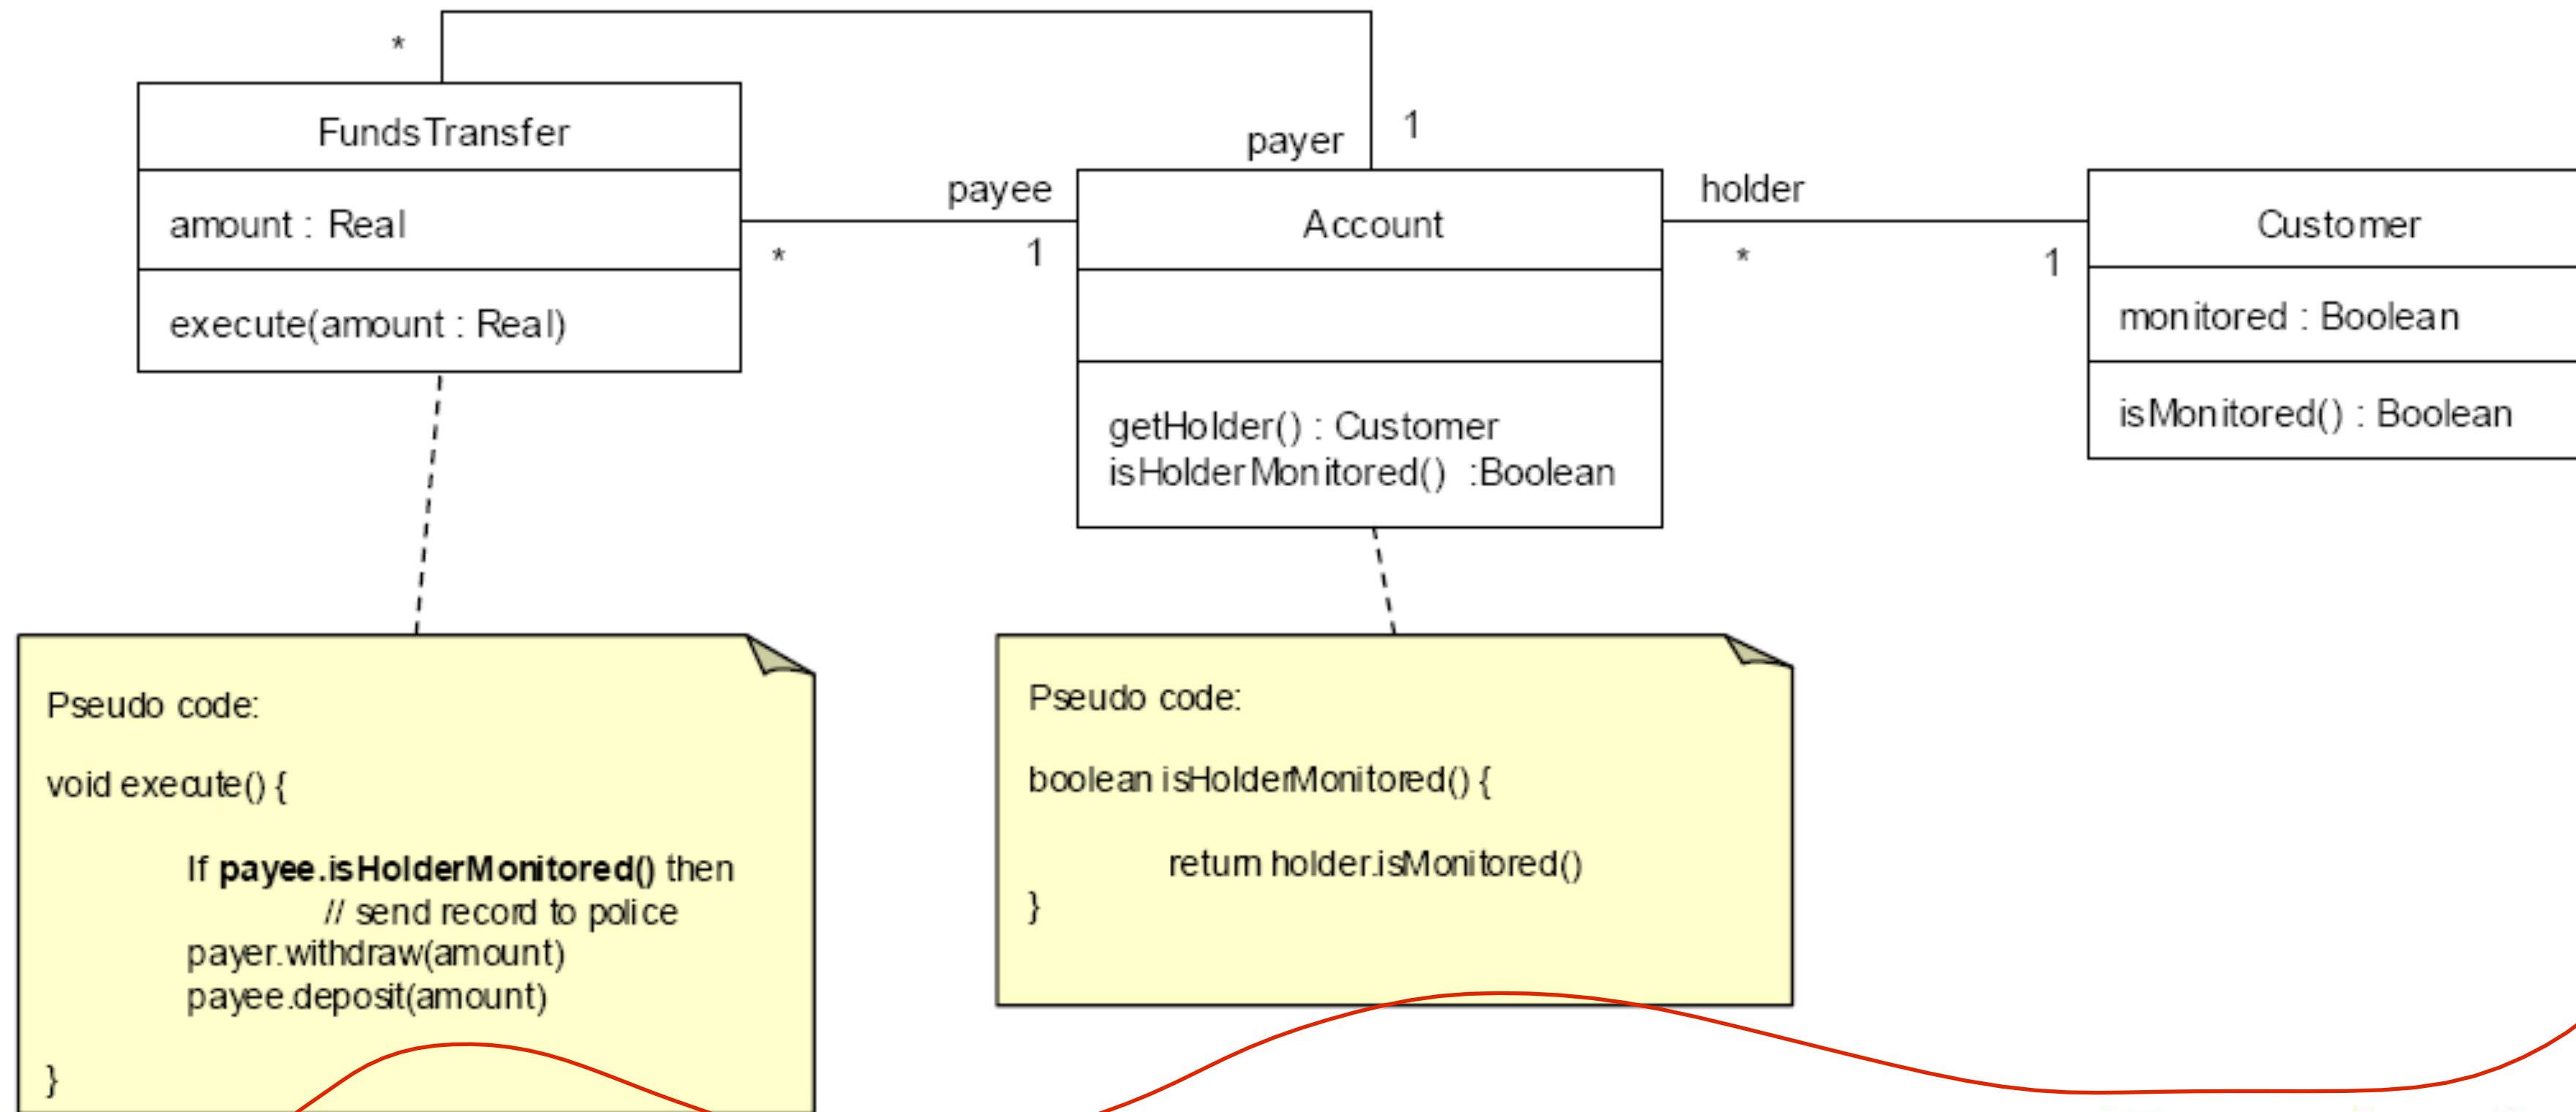 *
FundsTransfer
amount : Real
execute(amount : Real)
payee
*
1
payer
1
Account
getHolder() : Customer
isHolderMonitored() :Boolean
holder
*
1
Customer
monitored : Boolean
isMonitored() : Boolean
Pseudo code:
void execute() {
If payee.isHolderMonitored() then
// send record to police
payer.withdraw(amount)
payee.deposit(amount)
}
Pseudo code:
boolean isHolderMonitored() {
return holder.isMonitored()
}